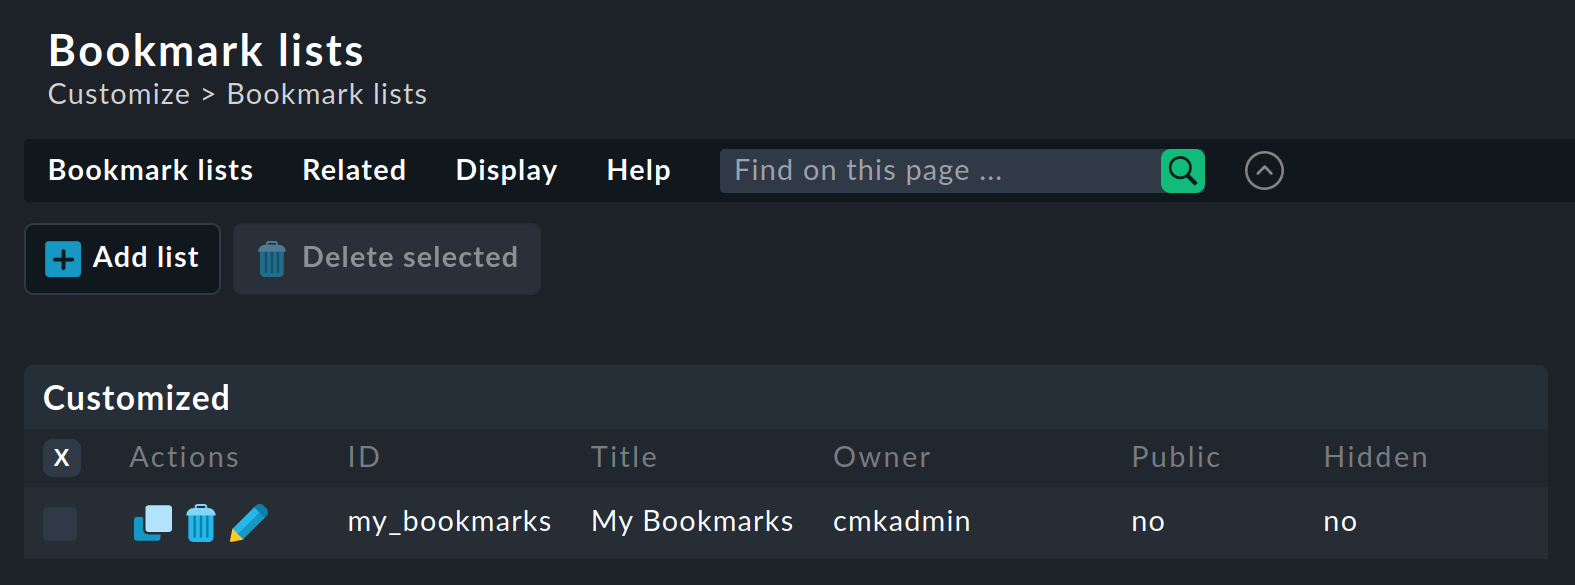 Bookmark lists
Customize > Bookmark lists
Bookmark lists Related Display Help Find on this page ...
Add list Delete selected
Customized
X Actions ID Title Owner Public Hidden
my_bookmarks My Bookmarks cmkadmin no no